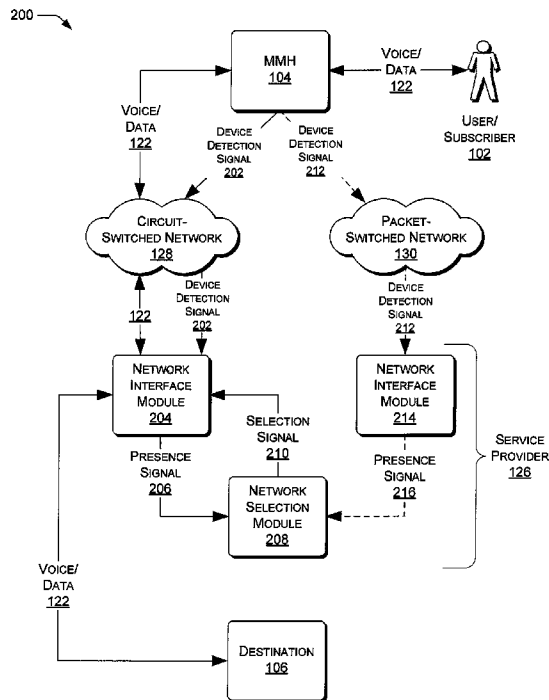 200
MMH
104
VOICE/
DATA
122
USER/
SUBSCRIBER
102
VOICE/
DATA
122
DEVICE
DETECTION
SIGNAL
202
DEVICE
DETECTION
SIGNAL
212
CIRCUIT-
SWITCHED NETWORK
128
PACKET-
SWITCHED NETWORK
130
122
DEVICE
DETECTION
SIGNAL
202
DEVICE
DETECTION
SIGNAL
212
NETWORK
INTERFACE
MODULE
204
NETWORK
INTERFACE
MODULE
214
SELECTION
SIGNAL
210
SERVICE
PROVIDER
126
PRESENCE
SIGNAL
206
PRESENCE
SIGNAL
216
NETWORK
SELECTION
MODULE
208
VOICE/
DATA
122
DESTINATION
106